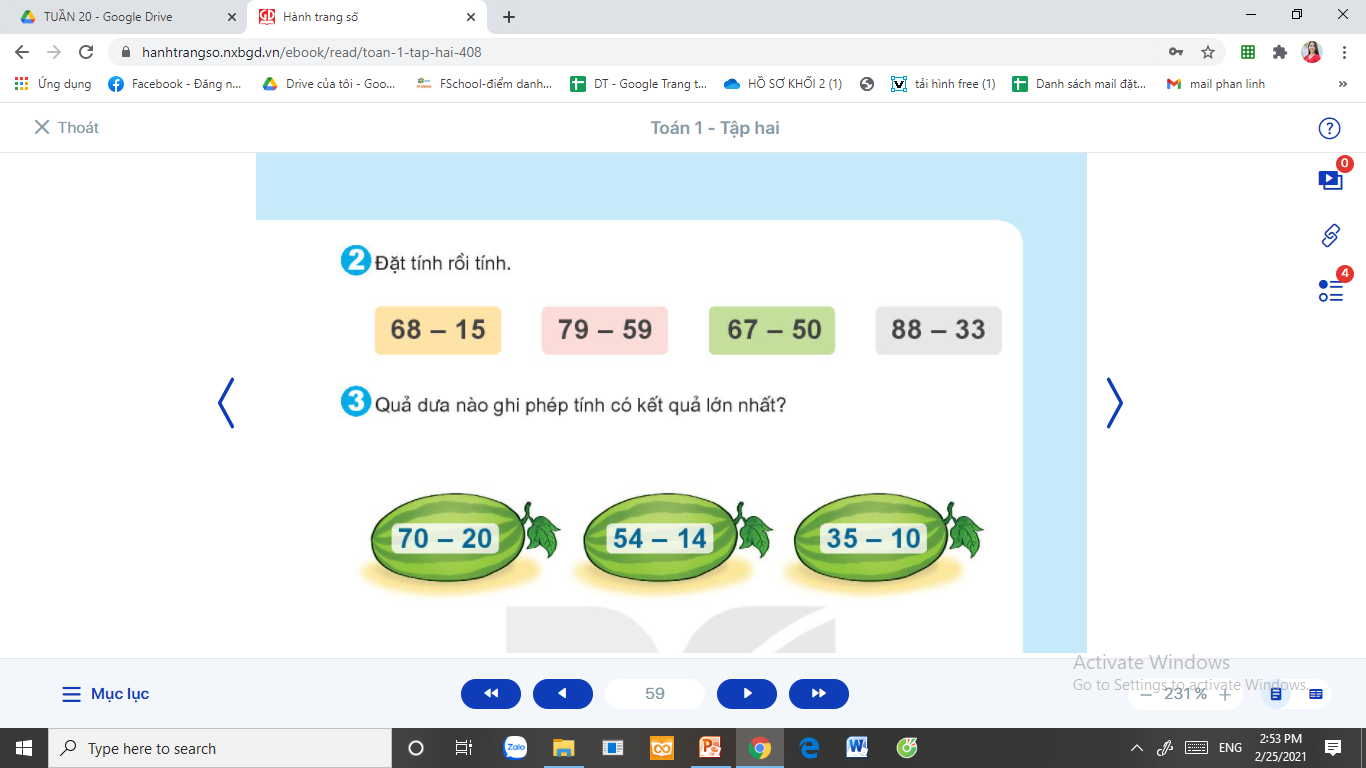 TUẦN 20 - Google Drive
Hành trang số
hanhtrangso.nxbgd.vn/ebook/read/toan-1-tap-hai-408
Ứng dụng
Facebook - Đăng n...
Drive của tôi - Goo...
FSchool-điểm danh...
DT - Google Trang t...
HỒ SƠ KHỐI 2 (1)
tải hình free (1)
Danh sách mail đặt...
mail phan linh
»
Thoát
Toán 1 - Tập hai
?
0
4
2 Đặt tính rồi tính.
68 – 15 79 – 59 67 – 50 88 – 33
3 Quả dưa nào ghi phép tính có kết quả lớn nhất?
70 – 20 54 – 14 35 – 10
Activate Windows
Go to Settings to activate Windows.
Mục lục
59
231 %
Type here to search
Zalo
ENG
2:53 PM
2/25/2021